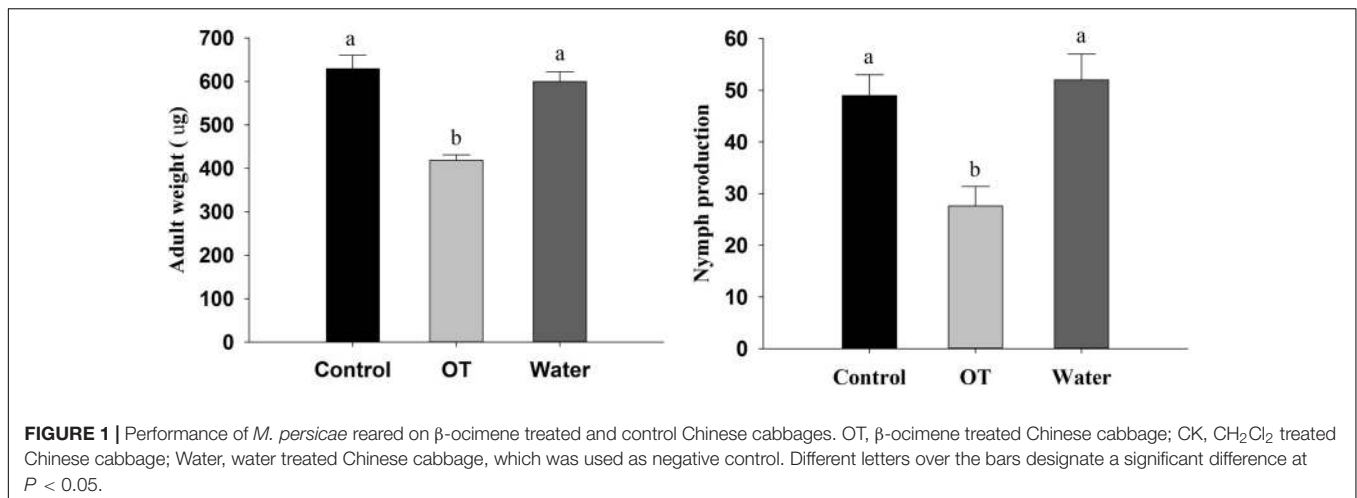 700
600
500
400
300
200
100
0
Adult weight ( ug)
a
b
a
Control OT Water
60
50
40
30
20
10
0
Nymph production
a
b
a
Control OT Water
FIGURE 1 | Performance of M. persicae reared on β-ocimene treated and control Chinese cabbages. OT, β-ocimene treated Chinese cabbage; CK, CH₂Cl₂ treated
Chinese cabbage; Water, water treated Chinese cabbage, which was used as negative control. Different letters over the bars designate a significant difference at
P < 0.05.